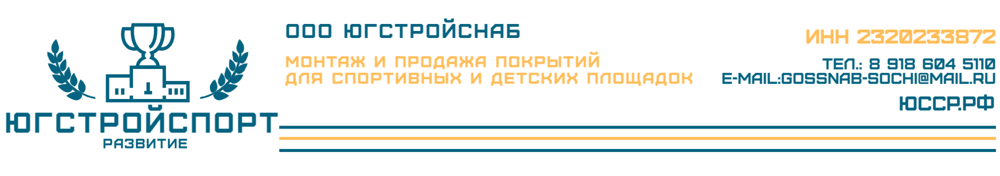 ЮГСТРОЙСПОРТ
РАЗВИТИЕ
ООО ЮГСТРОЙСНАБ
МОНТАЖ И ПРОДАЖА ПОКРЫТИЙ
ДЛЯ СПОРТИВНЫХ И ДЕТСКИХ ПЛОЩАДОК
ИНН 2320233872
ТЕЛ.: 8 918 604 5110
E-MAIL:GOSSNAB-SOCHI@MAIL.RU
ЮССР.РФ